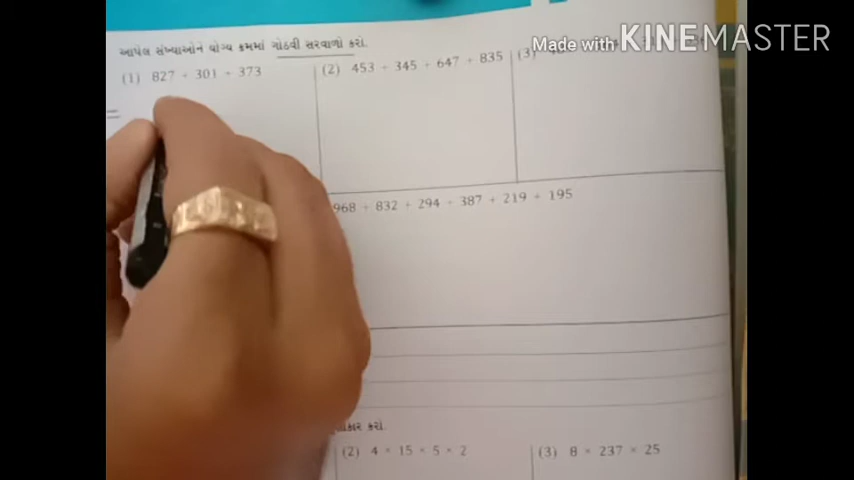 આપેલ સંખ્યાઓને યોગ્ય ક્રમમાં ગોઠવી સરવાળો કરો.
Made with KINEMASTER
(1) 827 + 301 + 373
(2) 453 + 345 + 647 + 835
(3)
=
968 + 832 + 294 + 387 + 219 + 195
કરો.
(2) 4 × 15 × 5 × 2
(3) 8 × 237 × 25